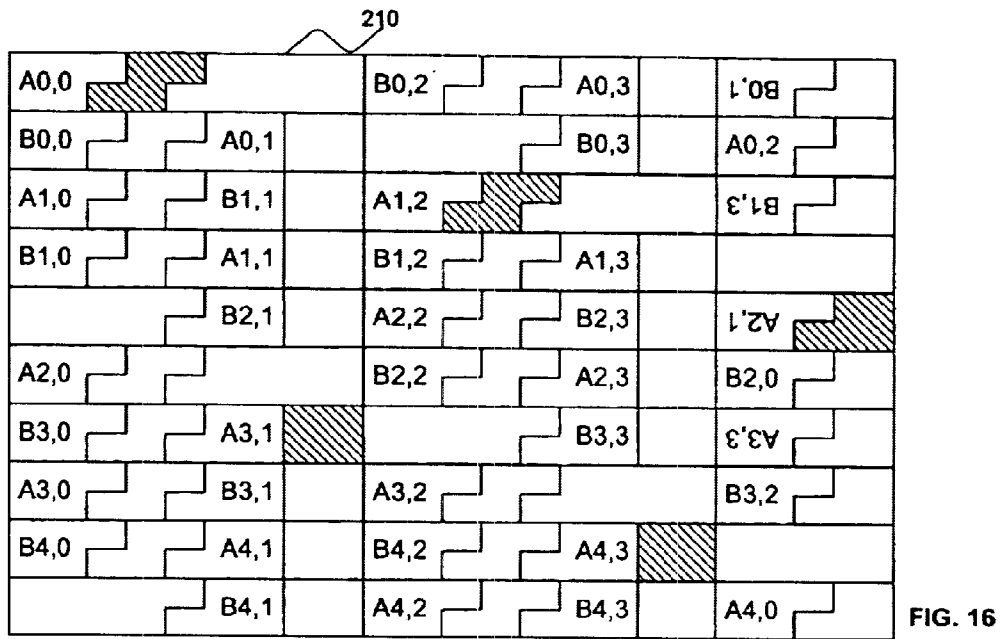 210
A0,0 B0,2 A0,3 B0,1
B0,0 A0,1 B0,3 A0,2
A1,0 B1,1 A1,2 B1,3
B1,0 A1,1 B1,2 A1,3
B2,1 A2,2 B2,3 A2,1
A2,0 B2,2 A2,3 B2,0
B3,0 A3,1 B3,3 A3,3
A3,0 B3,1 A3,2 B3,2
B4,0 A4,1 B4,2 A4,3
B4,1 A4,2 B4,3 A4,0
FIG. 16